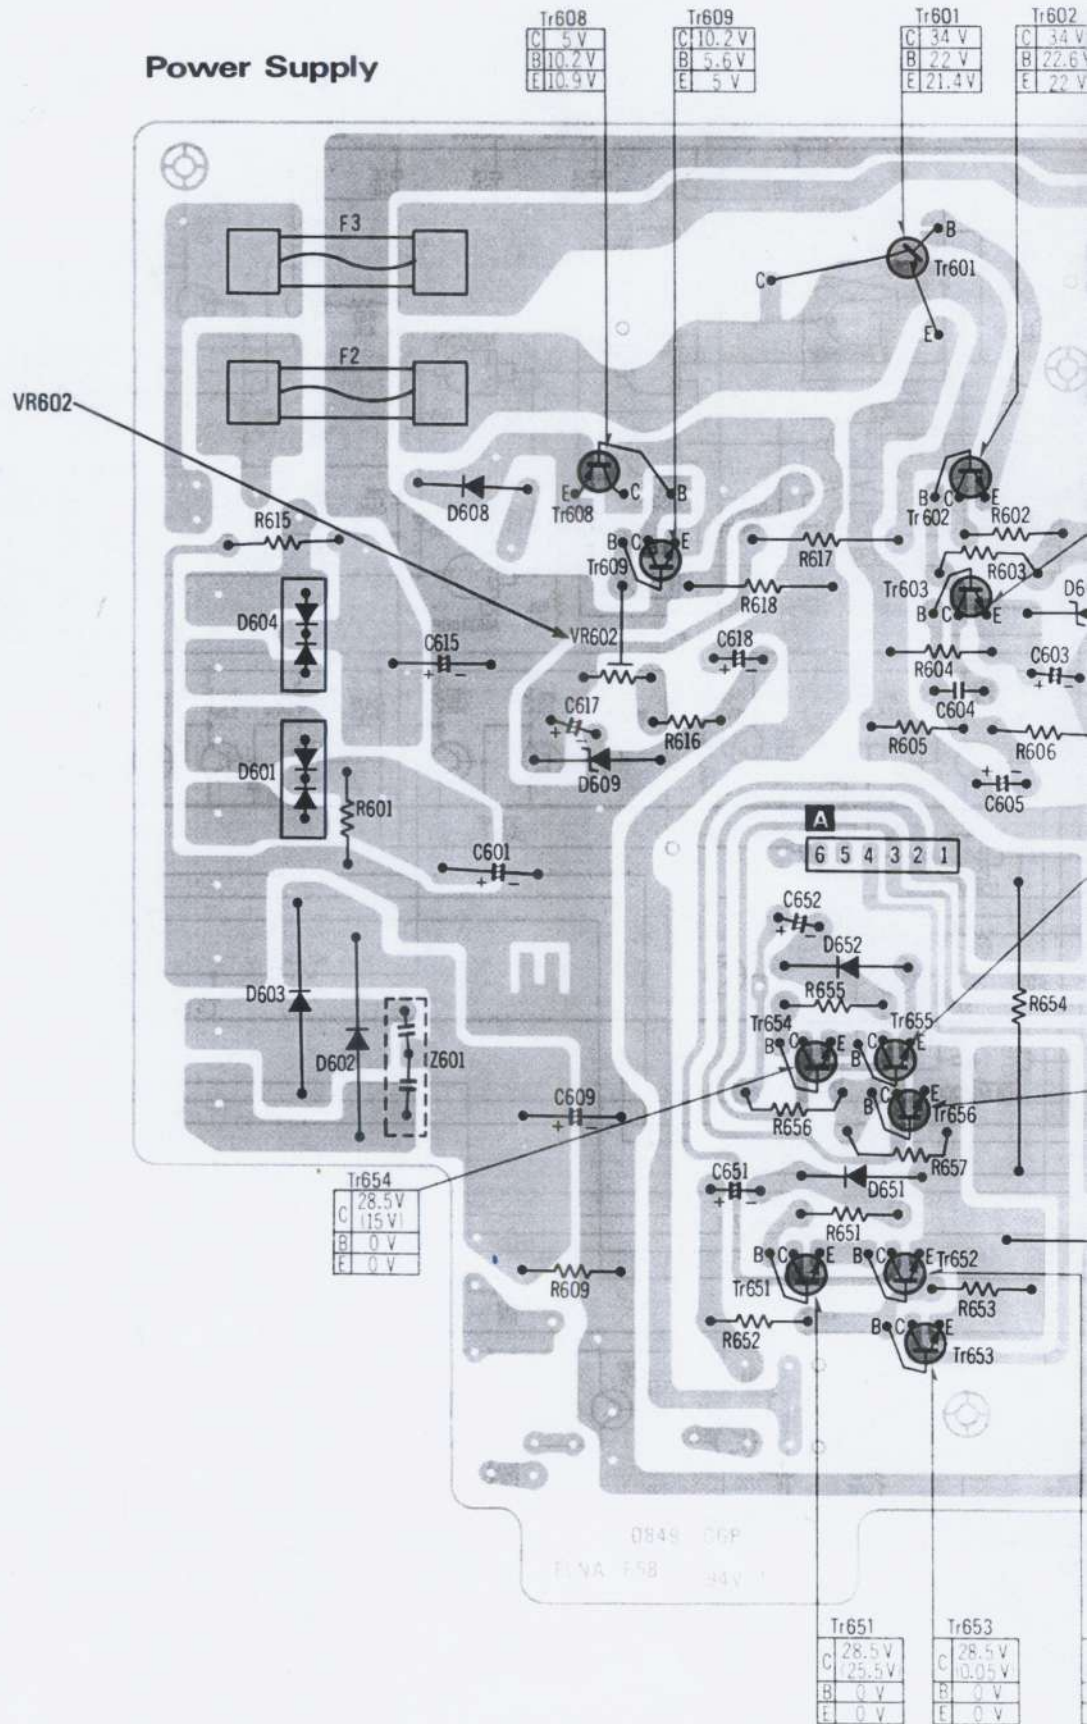 Power Supply
Tr608
C 5 V
B 10.2 V
E 10.9 V
Tr609
C 10.2 V
B 5.6 V
E 5 V
Tr601
C 34 V
B 22 V
E 21.4 V
Tr602
C 34 V
B 22.6 V
E 22 V
F3
B
C
Tr601
E
F2
VR602
D608
E C B
Tr608
B C E
Tr602
R615
R602
B C E
Tr609
R617
R603
Tr603
R618
B C E
D604
VR602
C615
+ -
C618
+ -
R604
C603
+ -
C604
C617
+ -
R616
R605
R606
D601
D609
C605
+ -
R601
A
6 5 4 3 2 1
C601
+ -
C652
+ -
D652
E
D603
R655
R654
Tr654
Tr655
B C E
B C E
D602
Z601
C609
+ -
R656
B C E
Tr656
R657
Tr654
C 28.5 V
(15 V)
B 0 V
E 0 V
C651
+ -
D651
R651
B C E
B C E
Tr651
Tr652
R609
R653
R652
B C E
Tr653
0849
94V
Tr651
C 28.5 V
(25.5 V)
B 0 V
E 0 V
Tr653
C 28.5 V
(0.05 V)
B 0 V
E 0 V